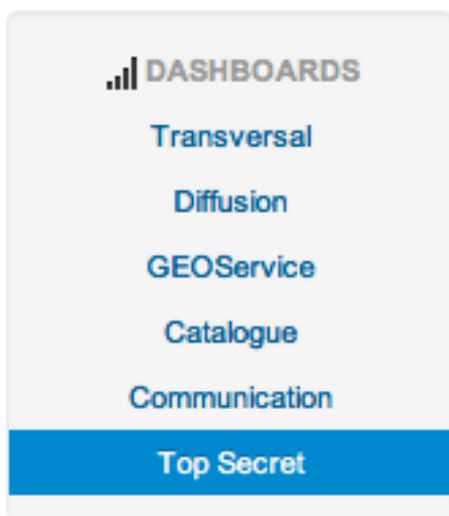 DASHBOARDS
Transversal
Diffusion
GEOService
Catalogue
Communication
Top Secret